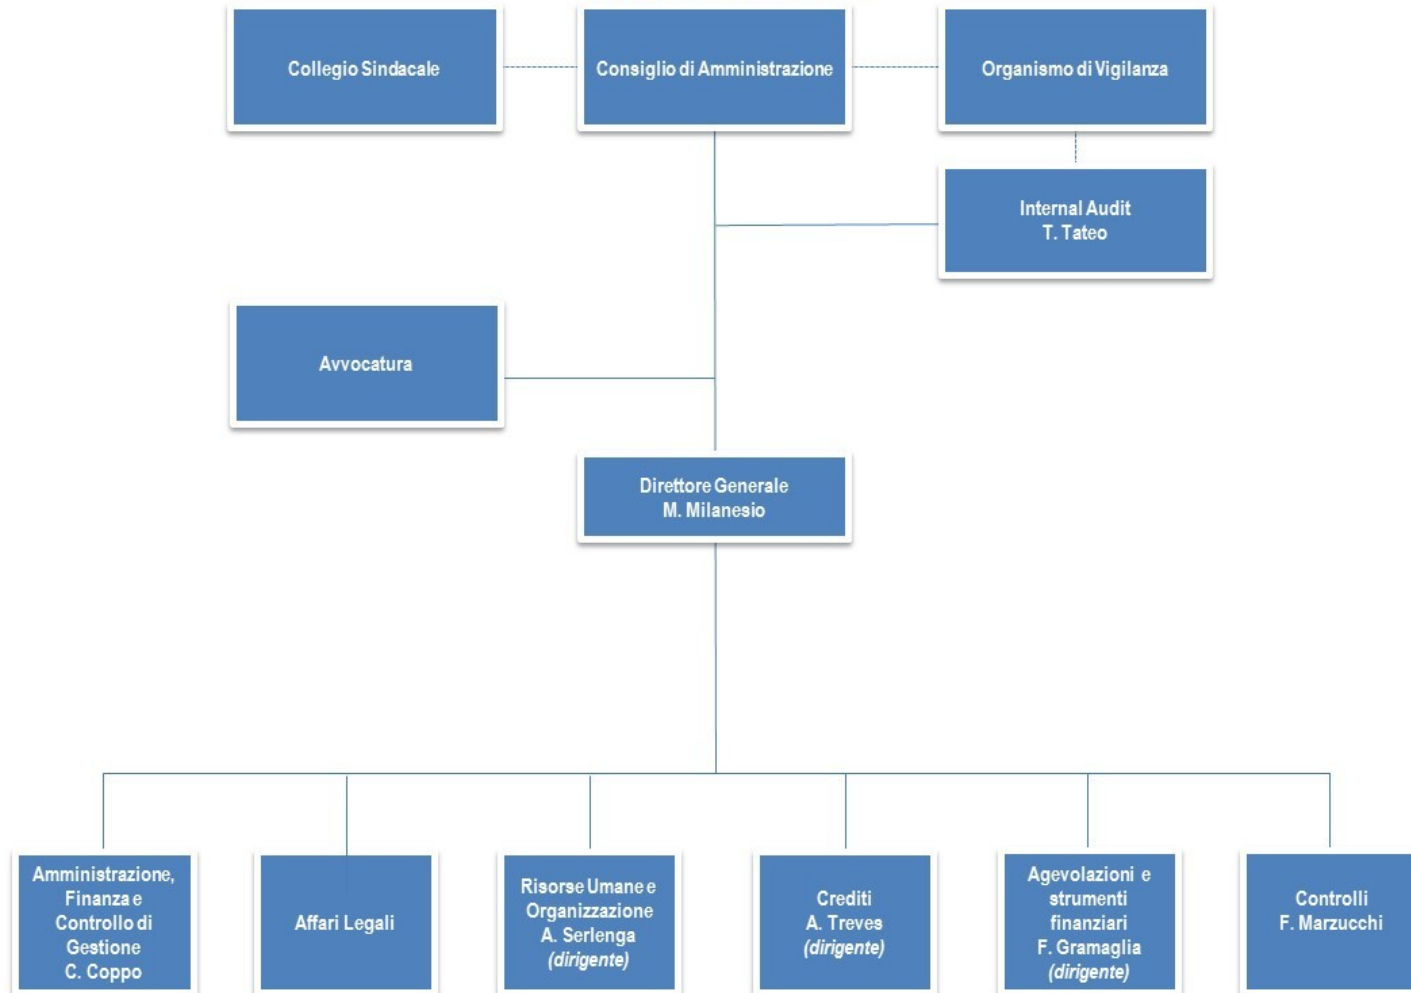 Collegio Sindacale
Consiglio di Amministrazione
Organismo di Vigilanza
Internal Audit
T. Tateo
Avvocatura
Direttore Generale
M. Milanesio
Amministrazione,
Finanza e
Controllo di
Gestione
C. Coppo
Affari Legali
Risorse Umane e
Organizzazione
A. Serlenga
(dirigente)
Crediti
A. Treves
(dirigente)
Agevolazioni e
strumenti
finanziari
F. Gramaglia
(dirigente)
Controlli
F. Marzucchi